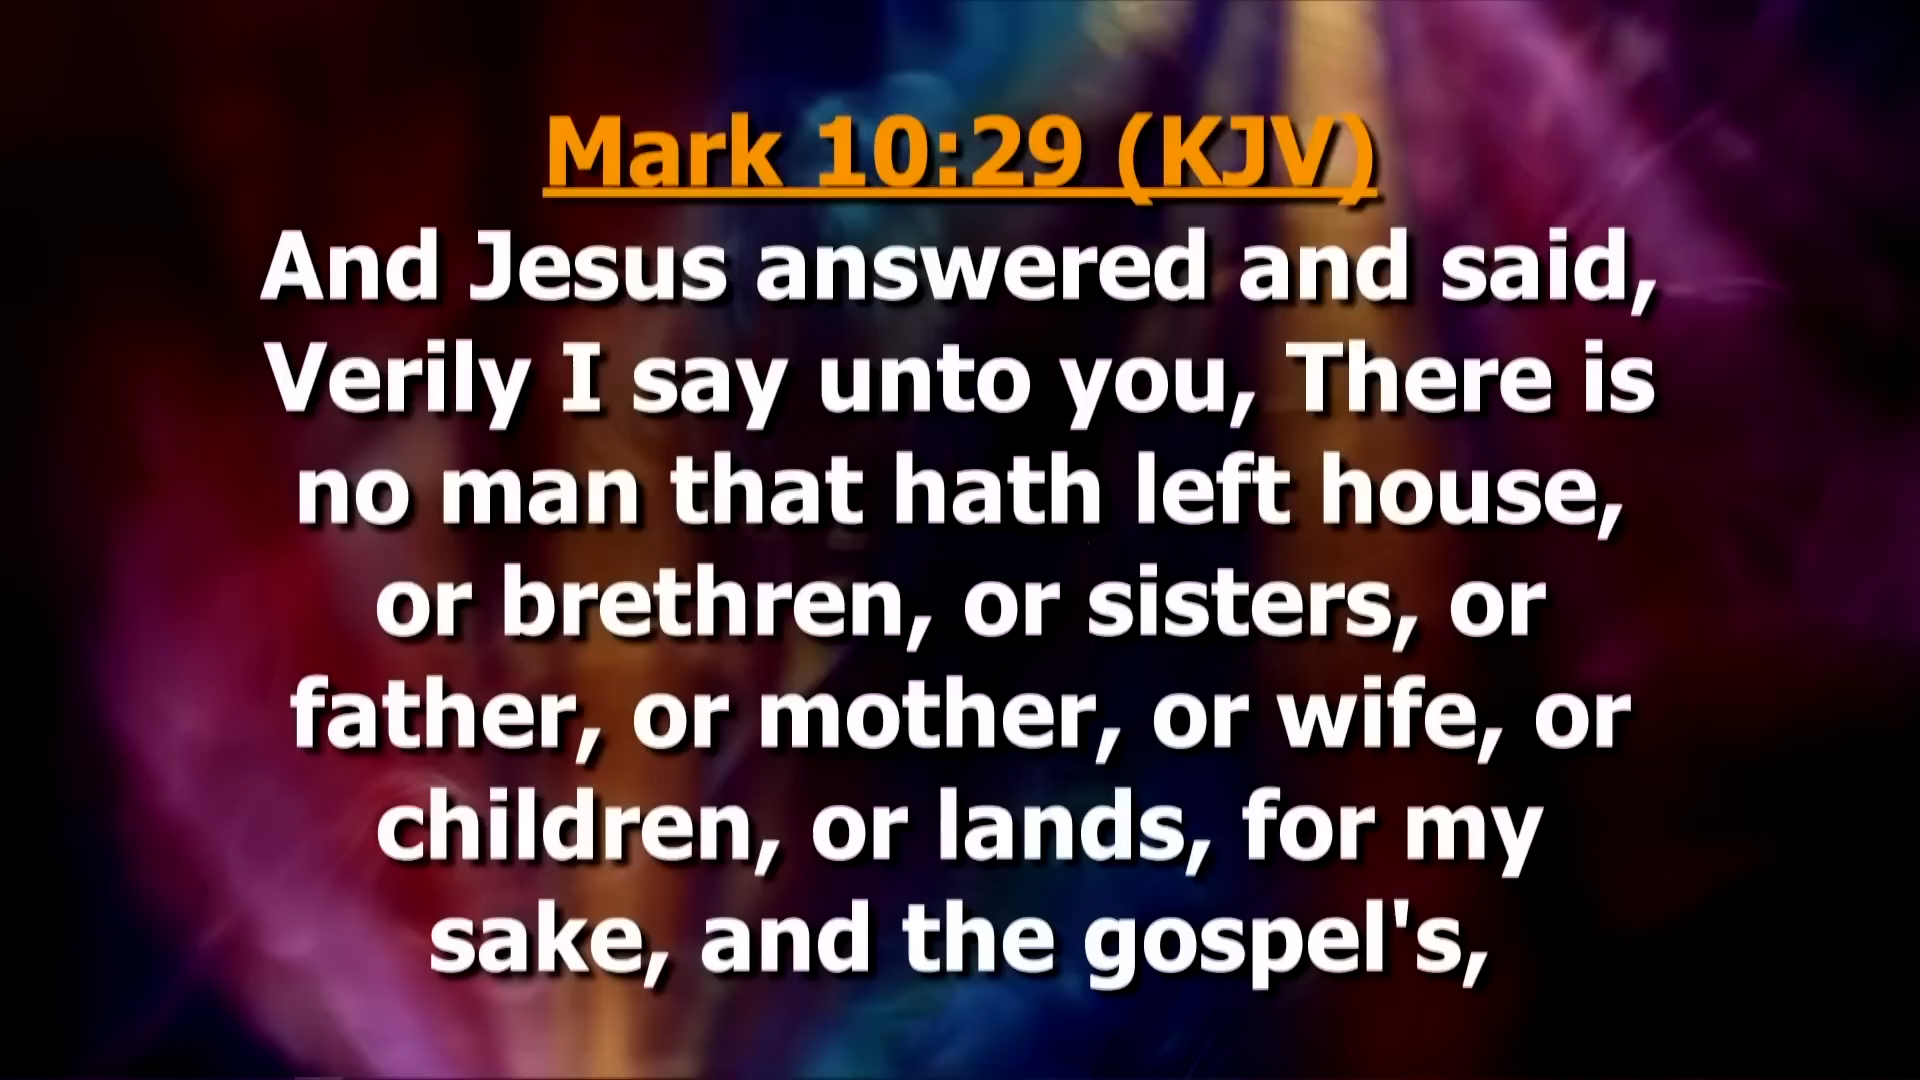 Mark 10:29 (KJV)
And Jesus answered and said,
Verily I say unto you, There is
no man that hath left house,
or brethren, or sisters, or
father, or mother, or wife, or
children, or lands, for my
sake, and the gospel's,